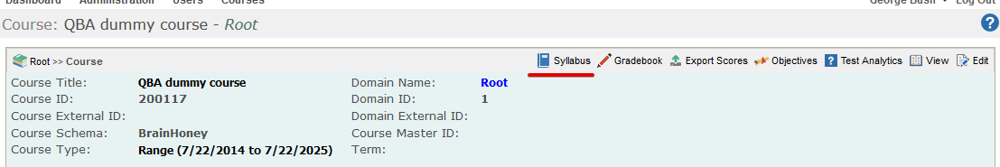 Dashboard Administration Users Courses George Bush Log Out
Course: QBA dummy course - Root
Root >> Course Syllabus Gradebook Export Scores Objectives Test Analytics View Edit
Course Title: QBA dummy course Domain Name: Root
Course ID: 200117 Domain ID: 1
Course External ID: Domain External ID:
Course Schema: BrainHoney Course Master ID:
Course Type: Range (7/22/2014 to 7/22/2025) Term: